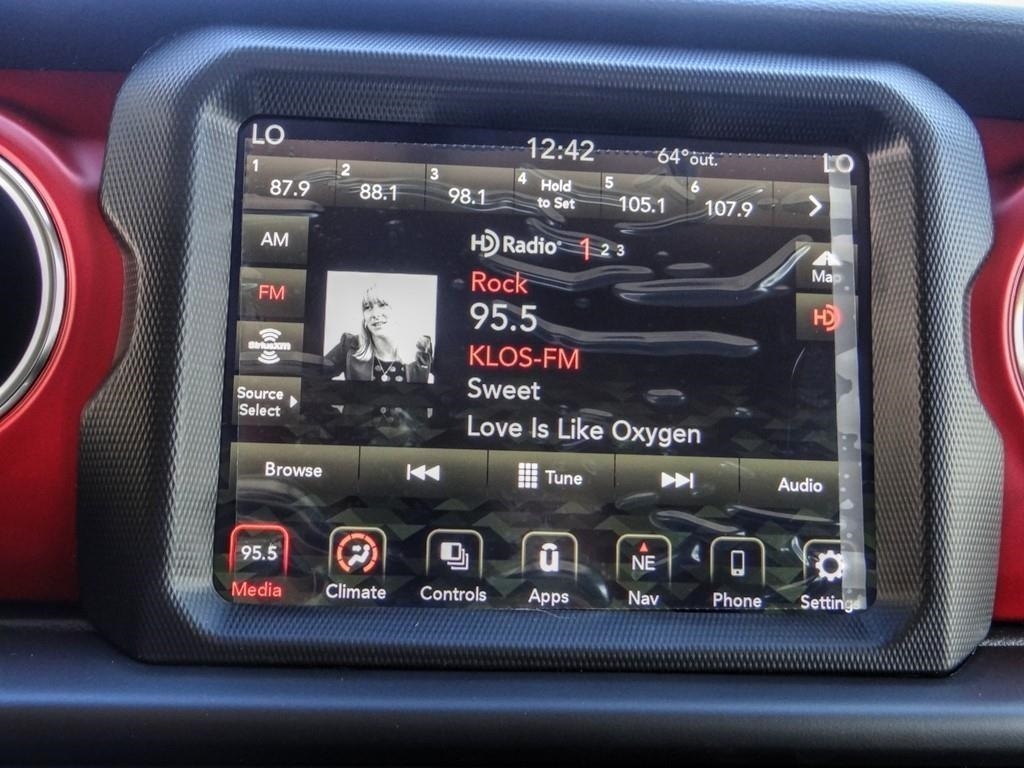 LO 12:42 64°out. LO
1 87.9 2 88.1 3 98.1 4 Hold to Set 5 105.1 6 107.9
AM
HD Radio 1 2 3
Map
FM
Rock
HD
95.5
SiriusXM
KLOS-FM
Source
Select
Sweet
Love Is Like Oxygen
Browse Tune Audio
95.5 NE
Media Climate Controls Apps Nav Phone Settings